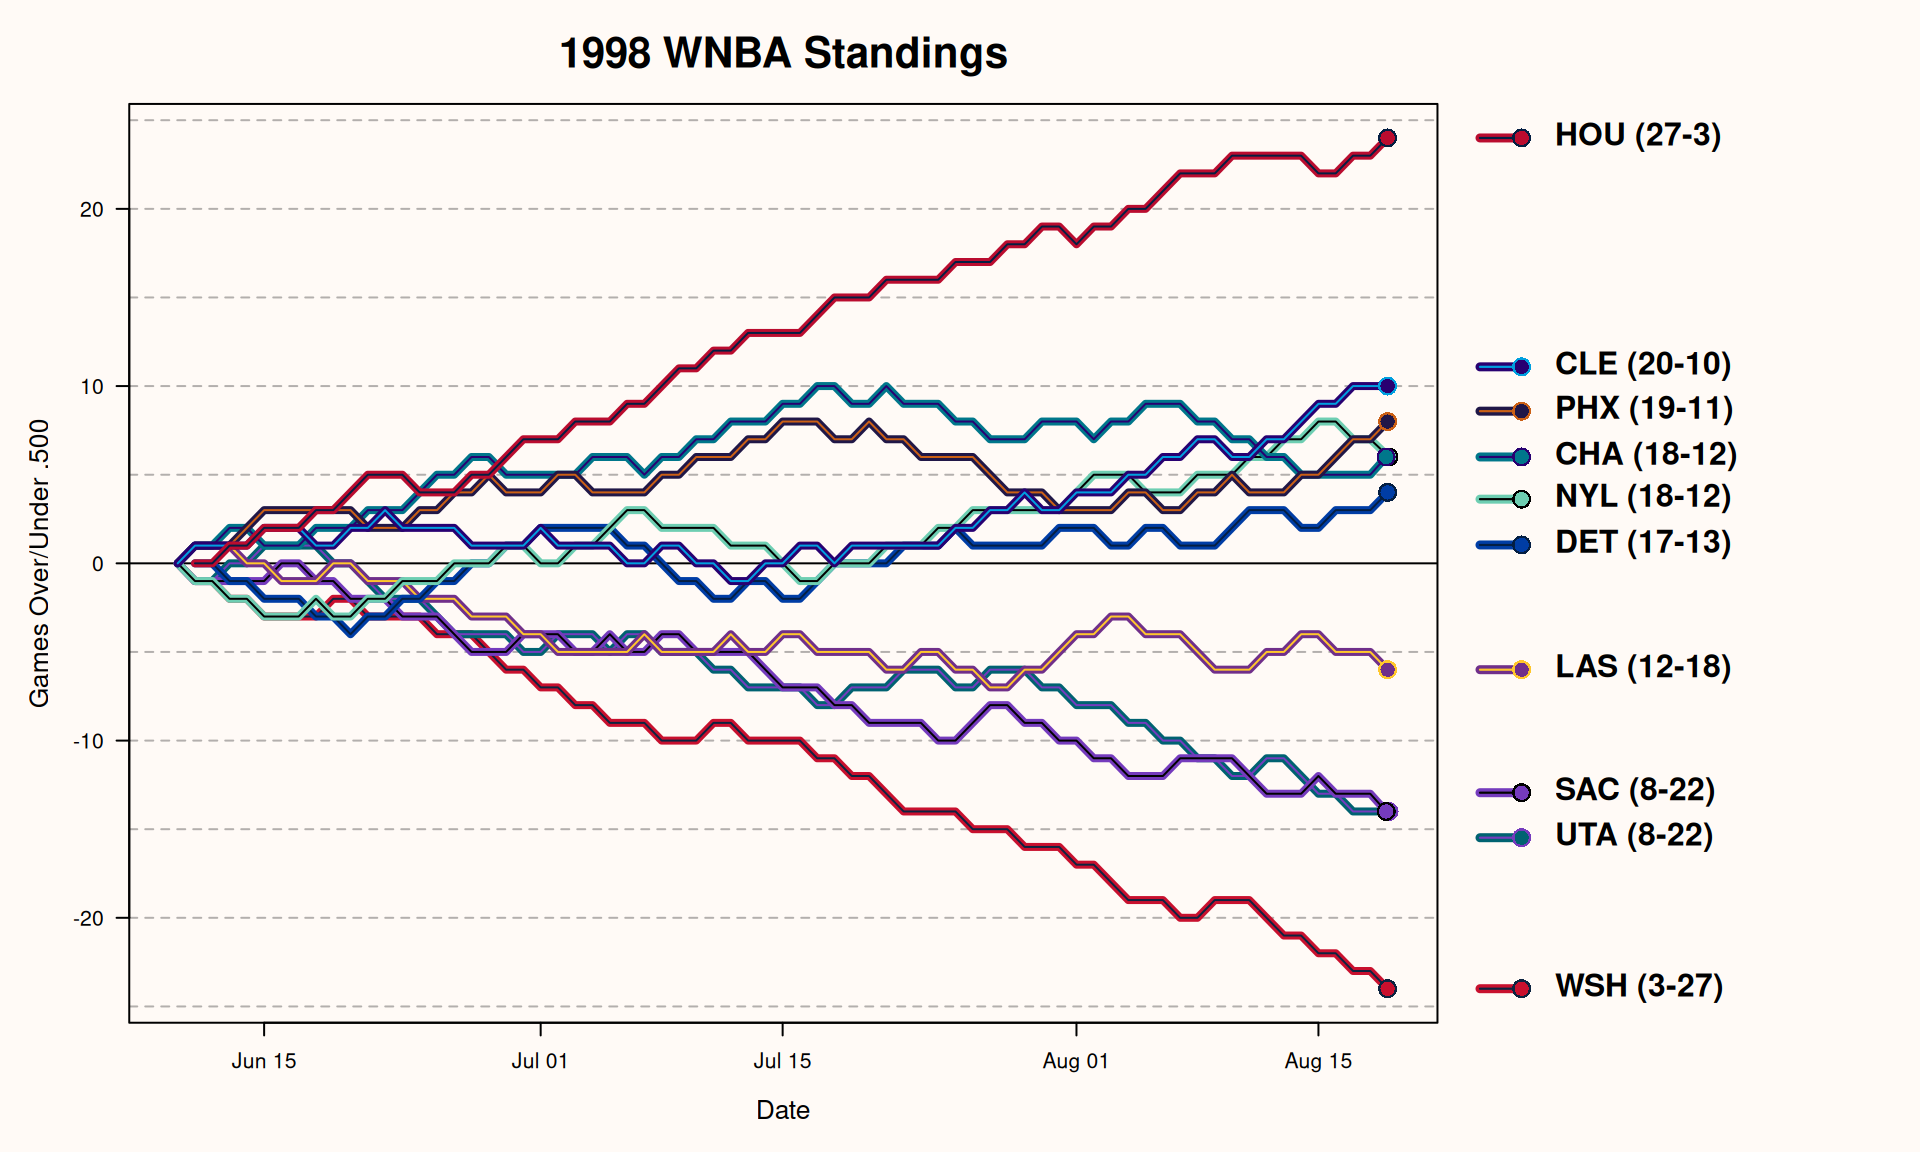 1998 WNBA Standings
Games Over/Under .500
20
10
0
-10
-20
Jun 15
Jul 01
Jul 15
Aug 01
Aug 15
Date
HOU (27-3)
CLE (20-10)
PHX (19-11)
CHA (18-12)
NYL (18-12)
DET (17-13)
LAS (12-18)
SAC (8-22)
UTA (8-22)
WSH (3-27)